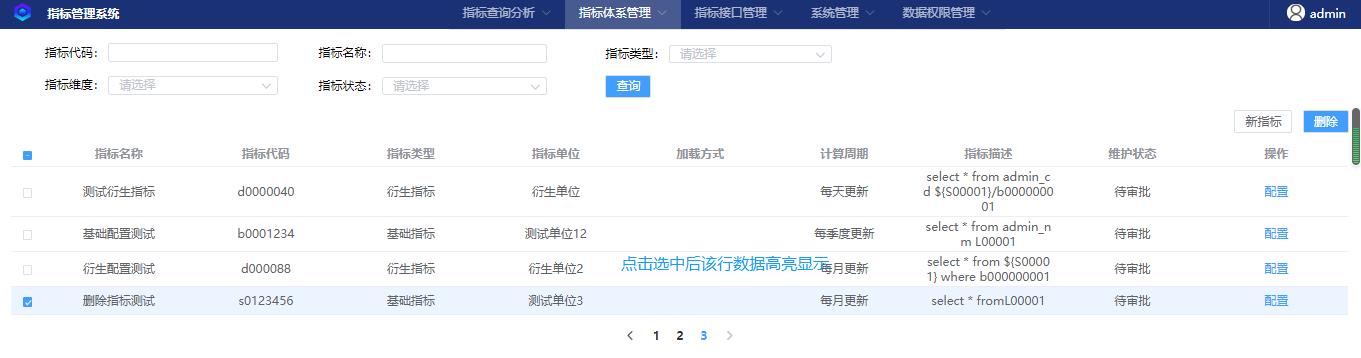 指标管理系统 指标查询分析 指标体系管理 指标接口管理 系统管理 数据权限管理 admin
指标代码： 指标名称： 指标类型： 请选择
指标维度： 请选择 指标状态： 请选择 查询
新指标 删除
指标名称 指标代码 指标类型 指标单位 加载方式 计算周期 指标描述 维护状态 操作
测试衍生指标 d0000040 衍生指标 衍生单位 每天更新 select * from admin_c
d ${S00001}/b00000000
01 待审批 配置
基础配置测试 b0001234 基础指标 测试单位12 每季度更新 select * from admin_n
m L00001 待审批 配置
衍生配置测试 d000088 衍生指标 衍生单位2 每月更新 select * from ${S0000
1} where b000000001 待审批 配置
点击选中后该行数据高亮显示
删除指标测试 s0123456 基础指标 测试单位3 每月更新 select * fromL00001 待审批 配置
1 2 3